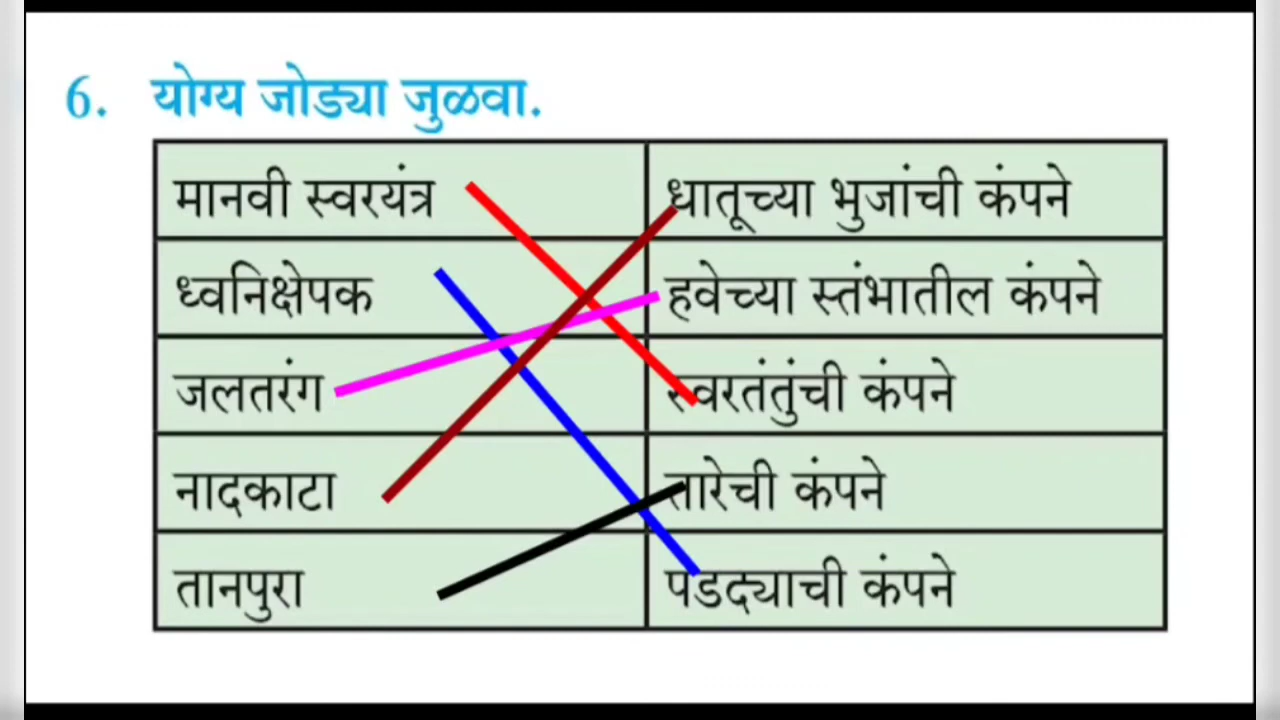 6. योग्य जोड्या जुळवा.
मानवी स्वरयंत्र धातूच्या भुजांची कंपने
ध्वनिक्षेपक हवेच्या स्तंभातील कंपने
जलतरंग स्वरतंतुंची कंपने
नादकाटा तारेची कंपने
तानपुरा पडद्याची कंपने